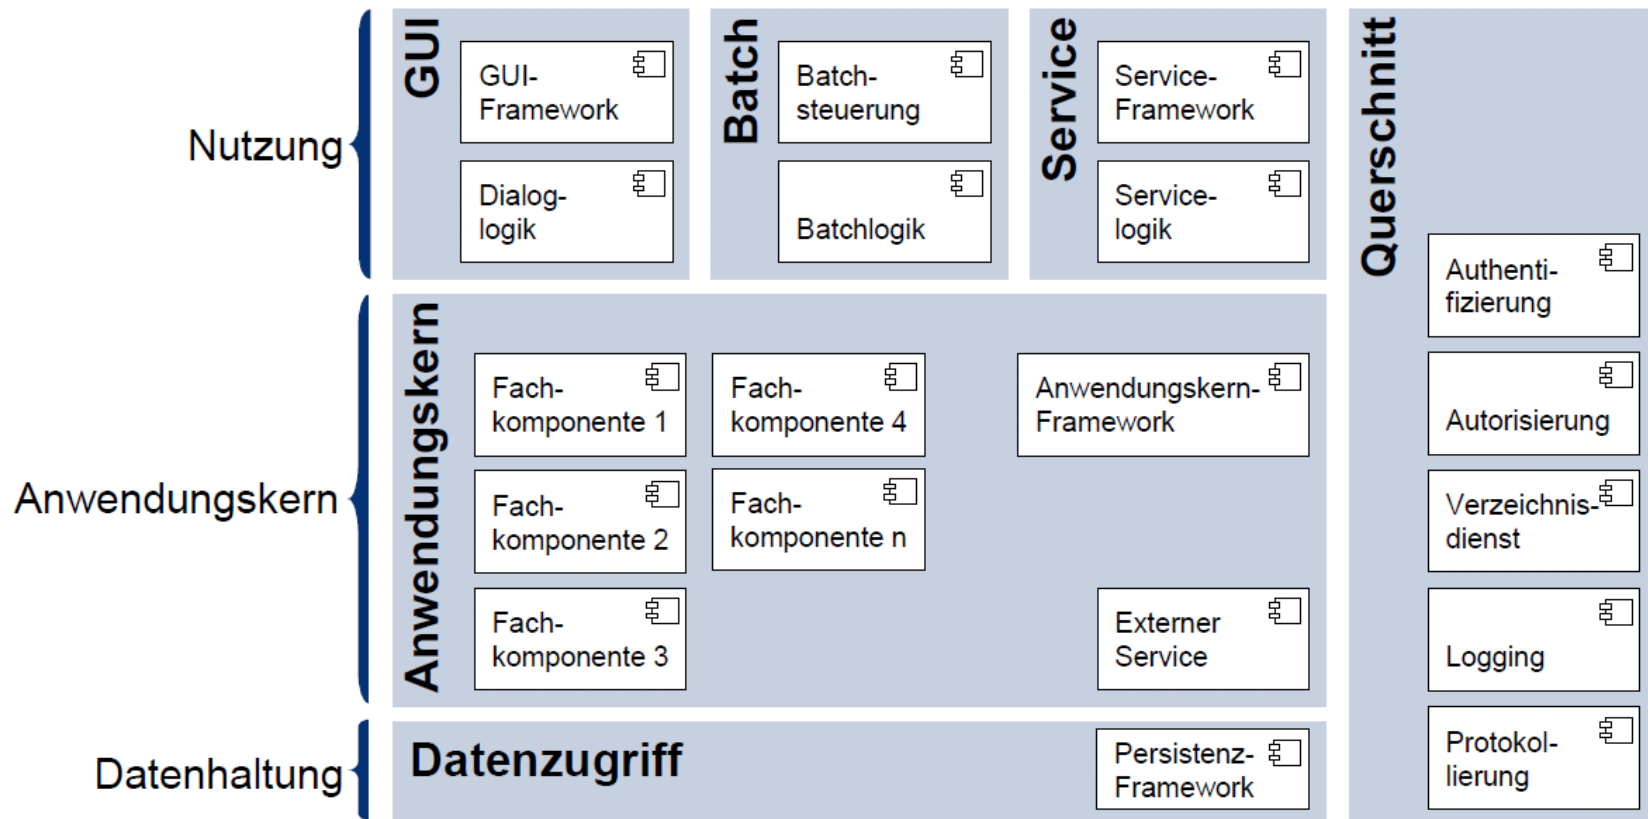 Nutzung
GUI
GUI-
Framework
Dialog-
logik
Batch
Batch-
steuerung
Batchlogik
Service
Service-
Framework
Service-
logik
Querschnitt
Authenti-
fizierung
Autorisierung
Verzeichnis-
dienst
Logging
Protokol-
lierung
Anwendungskern
Anwendungskern
Fach-
komponente 1
Fach-
komponente 2
Fach-
komponente 3
Fach-
komponente 4
Fach-
komponente n
Anwendungskern-
Framework
Externer
Service
Datenhaltung
Datenzugriff
Persistenz-
Framework